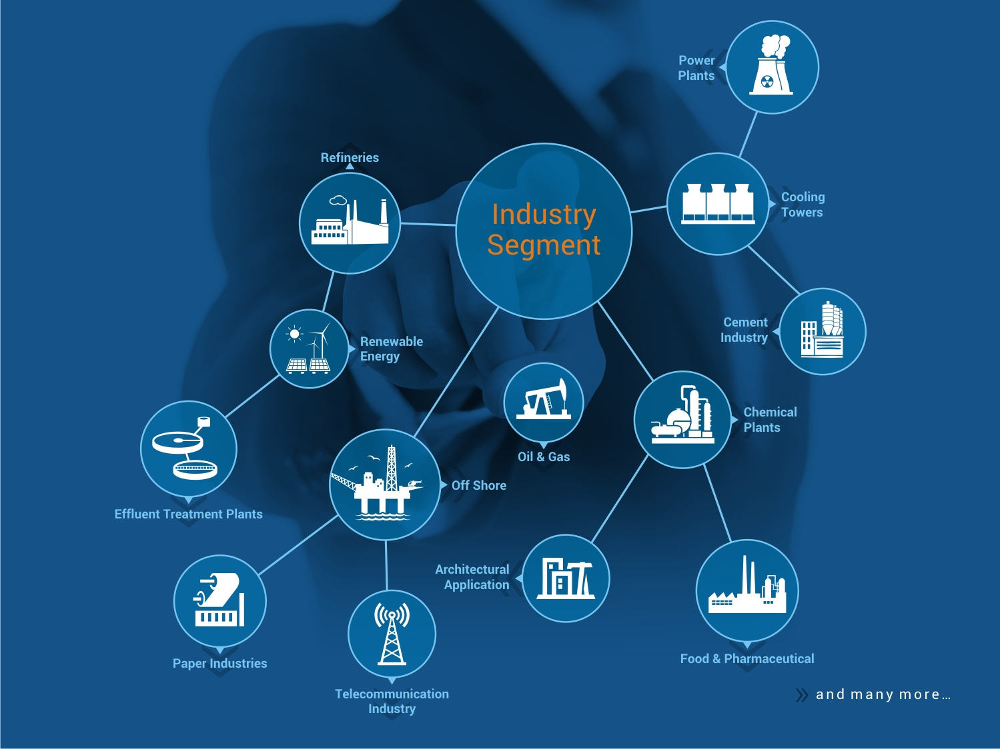 Power
Plants
Refineries
Industry
Segment
Cooling
Towers
Cement
Industry
Renewable
Energy
Chemical
Plants
Oil & Gas
Off Shore
Effluent Treatment Plants
Architectural
Application
Paper Industries
Food & Pharmaceutical
Telecommunication
Industry
and many more...